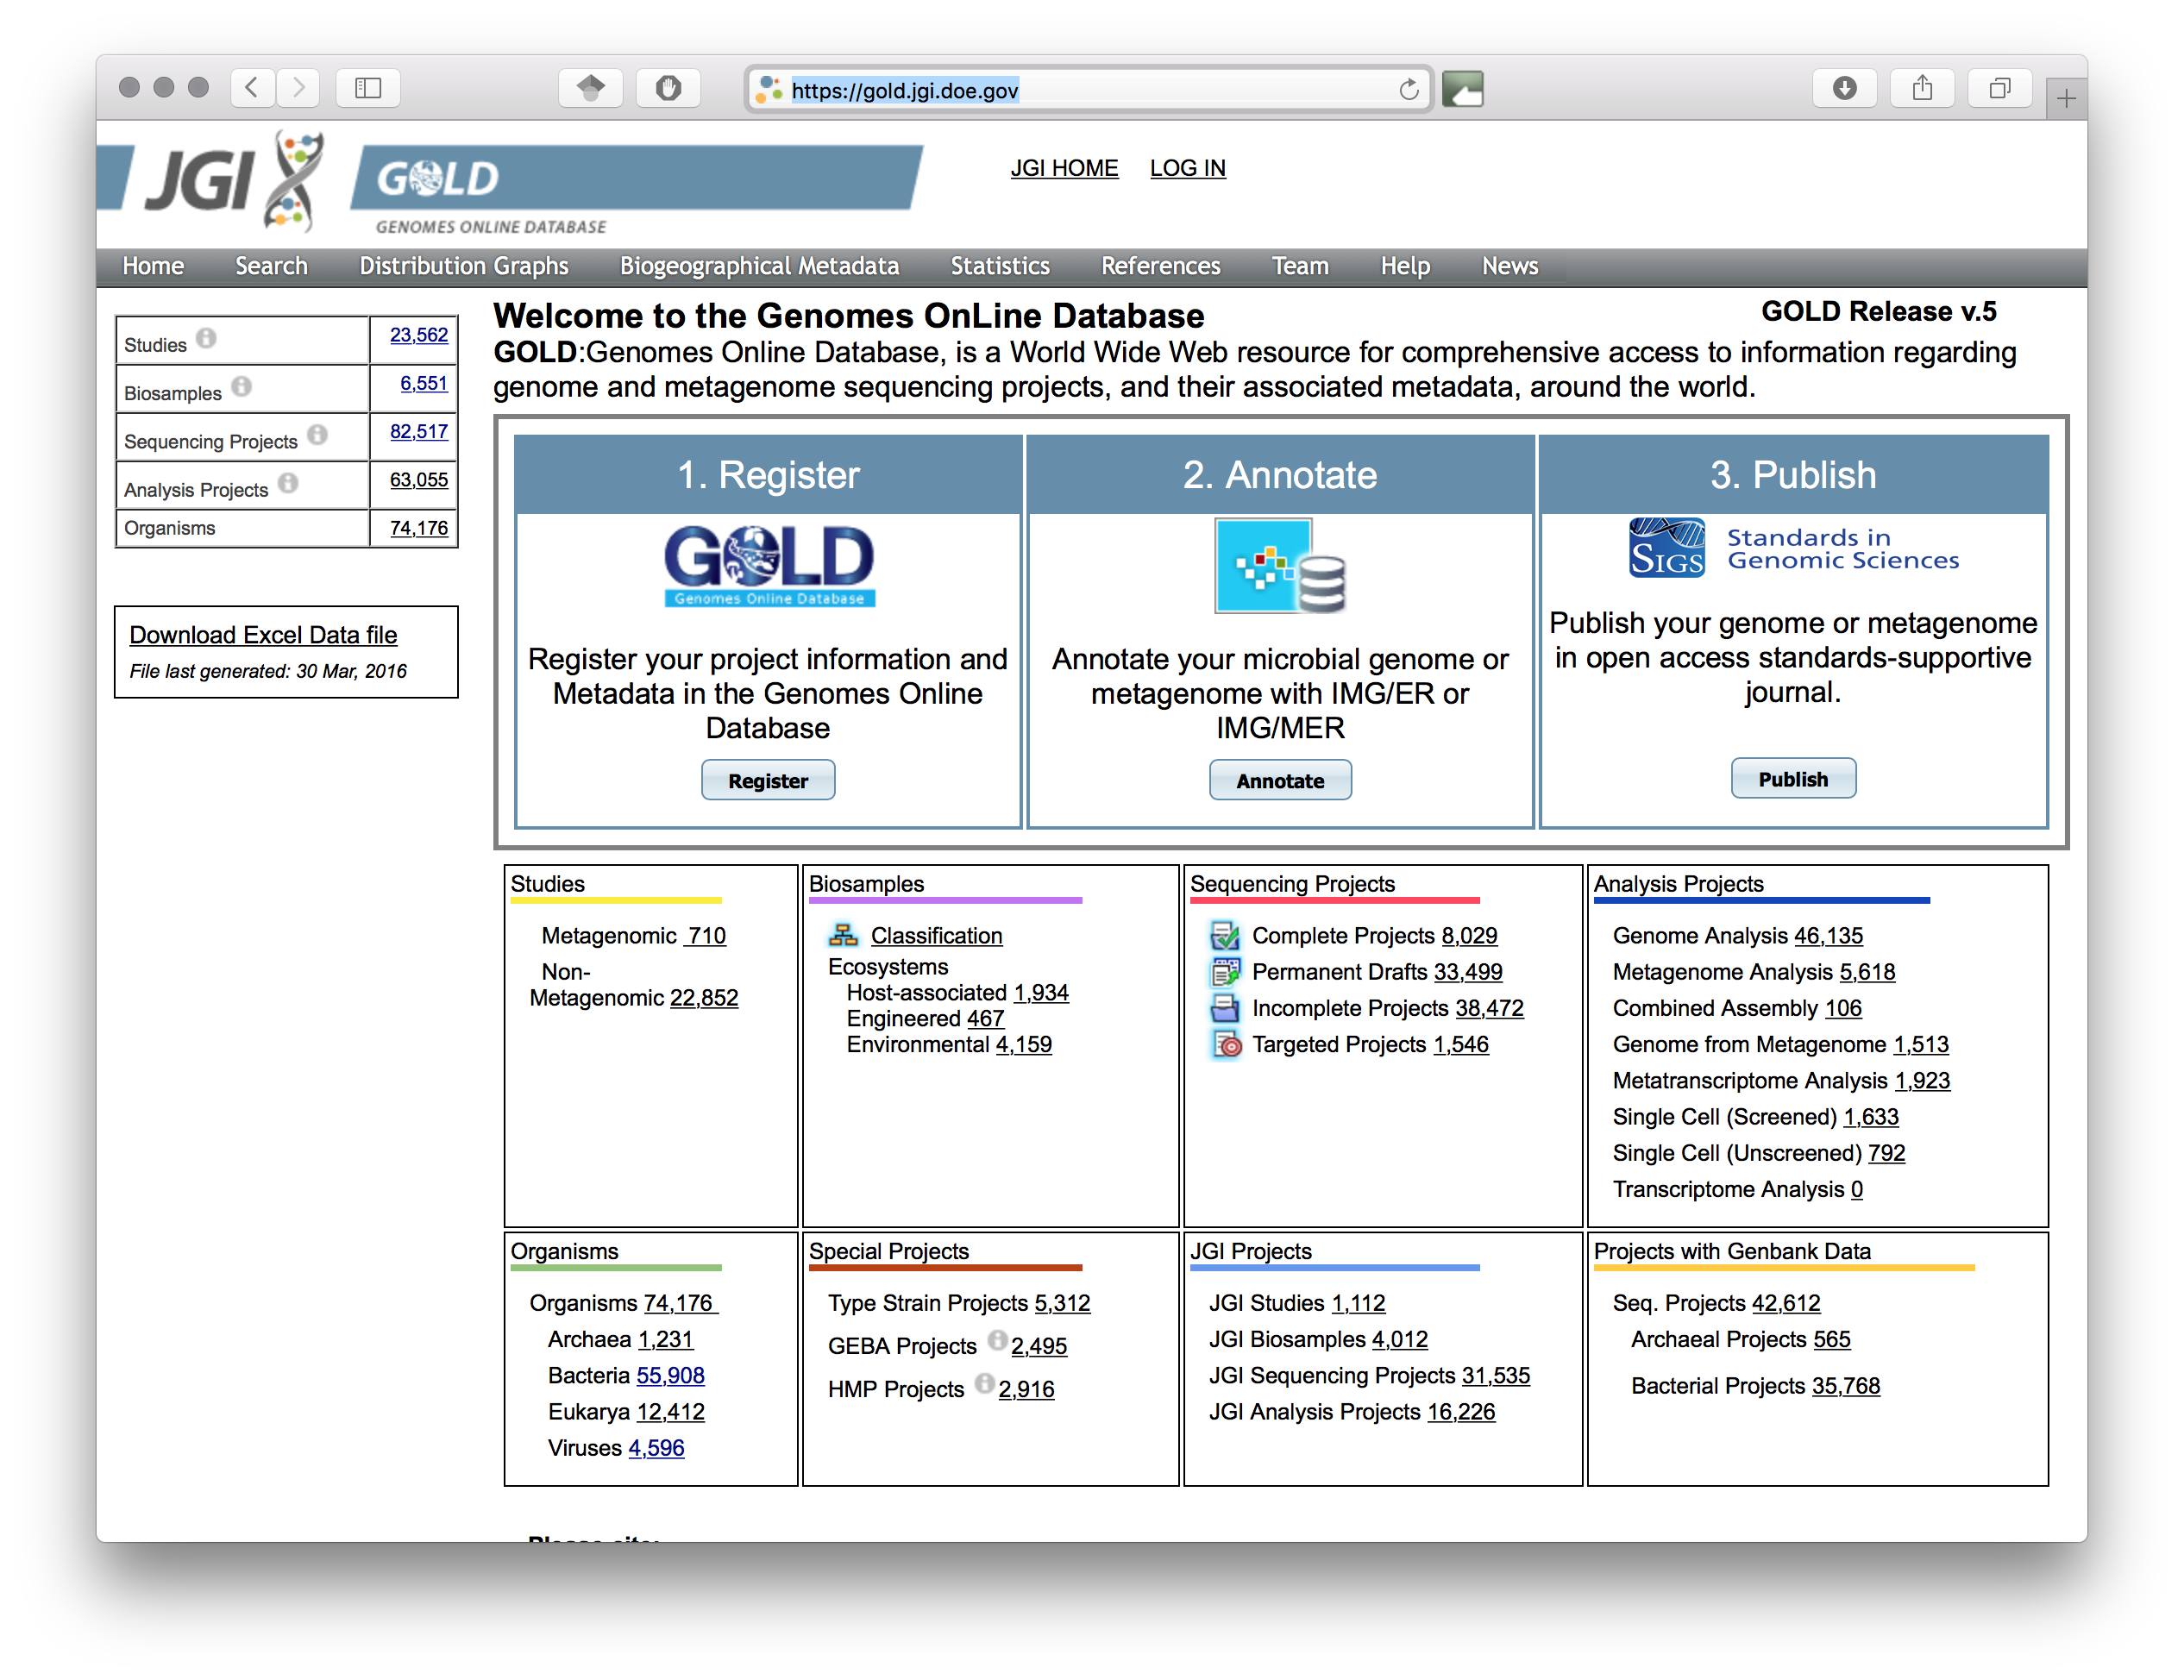 https://gold.jgi.doe.gov
JGI
GOLD
GENOMES ONLINE DATABASE
JGI HOME LOG IN
Home Search Distribution Graphs Biogeographical Metadata Statistics References Team Help News
Studies 23,562
Biosamples 6,551
Sequencing Projects 82,517
Analysis Projects 63,055
Organisms 74,176
Download Excel Data file
File last generated: 30 Mar, 2016
Welcome to the Genomes OnLine Database
GOLD Release v.5
GOLD:Genomes Online Database, is a World Wide Web resource for comprehensive access to information regarding
genome and metagenome sequencing projects, and their associated metadata, around the world.
1. Register
GOLD
Genomes Online Database
Register your project information and
Metadata in the Genomes Online
Database
Register
2. Annotate
Annotate your microbial genome or
metagenome with IMG/ER or
IMG/MER
Annotate
3. Publish
SIGS
Standards in
Genomic Sciences
Publish your genome or metagenome
in open access standards-supportive
journal.
Publish
Studies
Metagenomic 710
Non-
Metagenomic 22,852
Biosamples
Classification
Ecosystems
Host-associated 1,934
Engineered 467
Environmental 4,159
Sequencing Projects
Complete Projects 8,029
Permanent Drafts 33,499
Incomplete Projects 38,472
Targeted Projects 1,546
Analysis Projects
Genome Analysis 46,135
Metagenome Analysis 5,618
Combined Assembly 106
Genome from Metagenome 1,513
Metatranscriptome Analysis 1,923
Single Cell (Screened) 1,633
Single Cell (Unscreened) 792
Transcriptome Analysis 0
Organisms
Organisms 74,176
Archaea 1,231
Bacteria 55,908
Eukarya 12,412
Viruses 4,596
Special Projects
Type Strain Projects 5,312
GEBA Projects 2,495
HMP Projects 2,916
JGI Projects
JGI Studies 1,112
JGI Biosamples 4,012
JGI Sequencing Projects 31,535
JGI Analysis Projects 16,226
Projects with Genbank Data
Seq. Projects 42,612
Archaeal Projects 565
Bacterial Projects 35,768